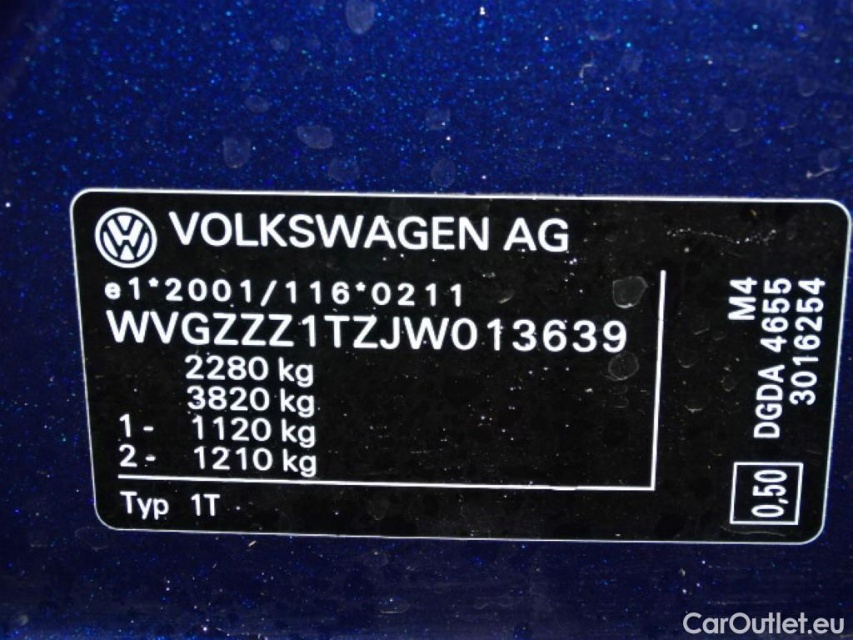 VOLKSWAGEN AG
e1*2001/116*0211
WVGZZZ1TZJW013639
2280 kg
3820 kg
1- 1120 kg
2- 1210 kg
Typ 1T
M4
DGDA 4655
3016254
0,50
CarOutlet.eu